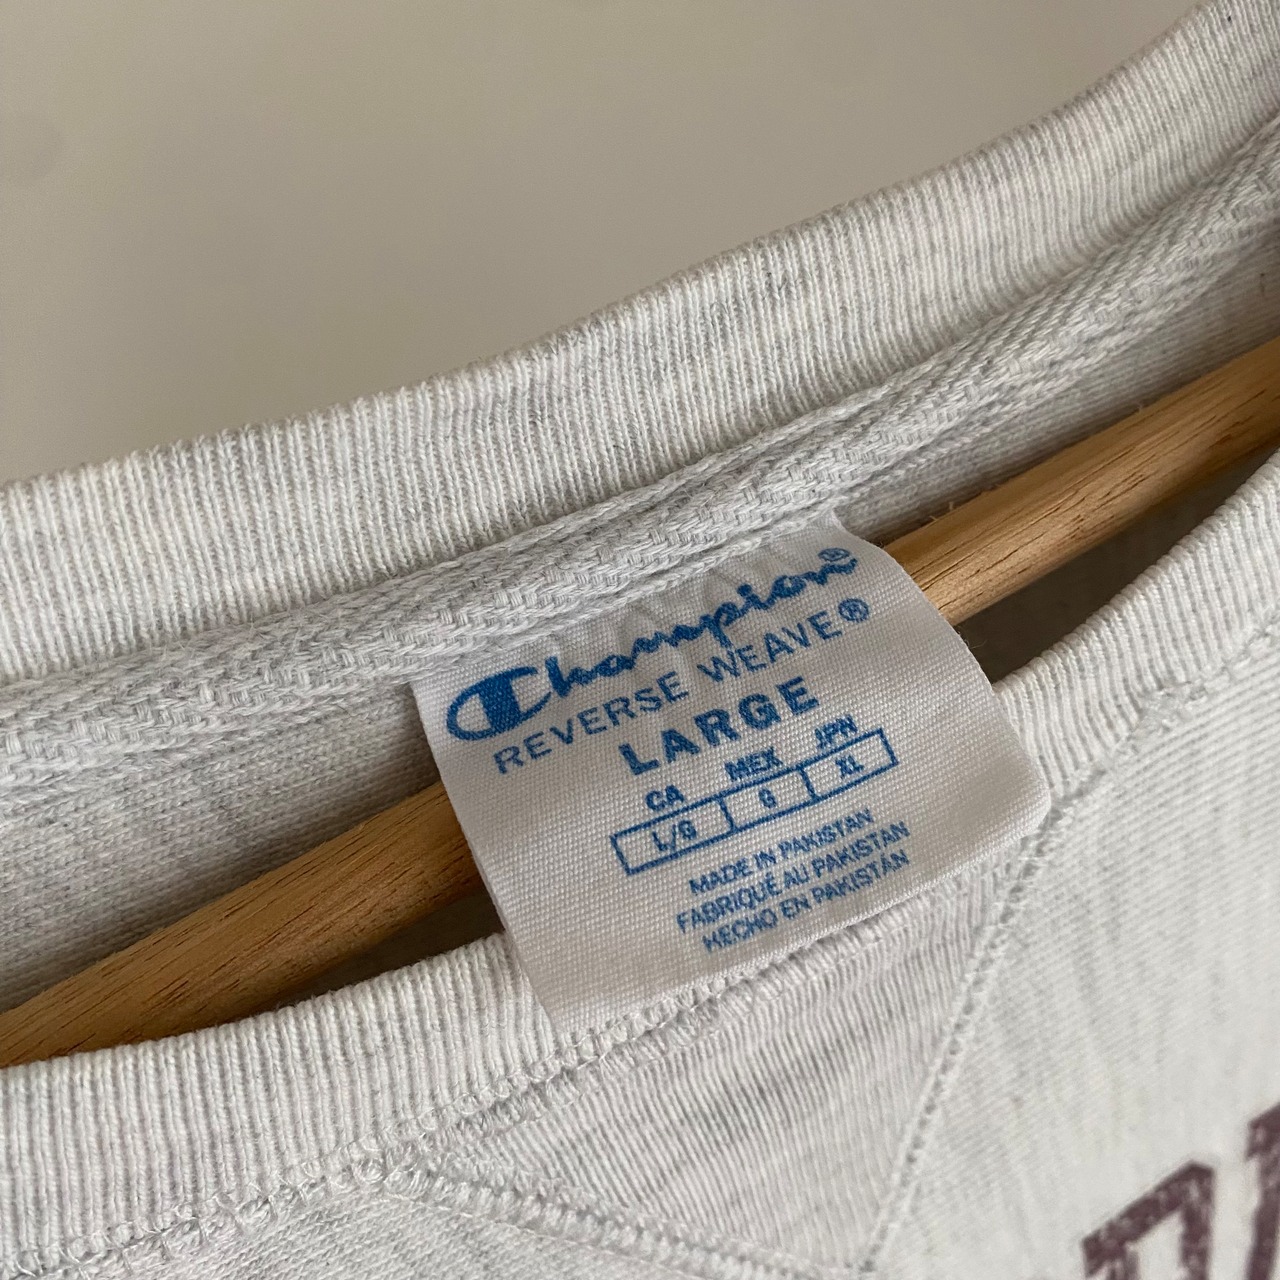 Champion®
REVERSE WEAVE®
LARGE
CA MEX JPN
L/G G XL
MADE IN PAKISTAN
FABRIQUÉ AU PAKISTAN
HECHO EN PAKISTÁN